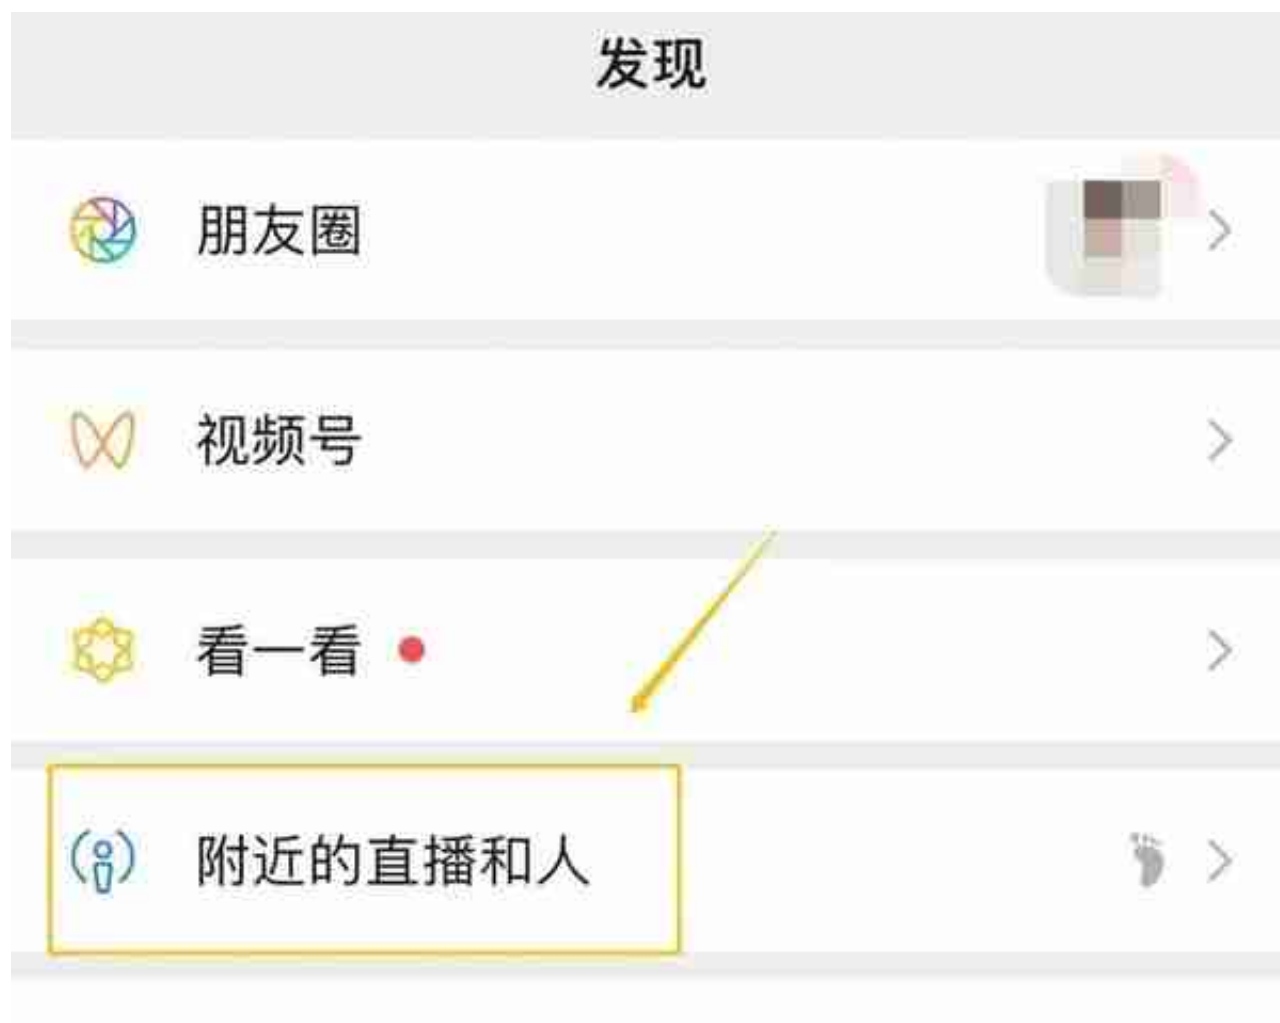 发现
朋友圈
视频号
看一看
附近的直播和人